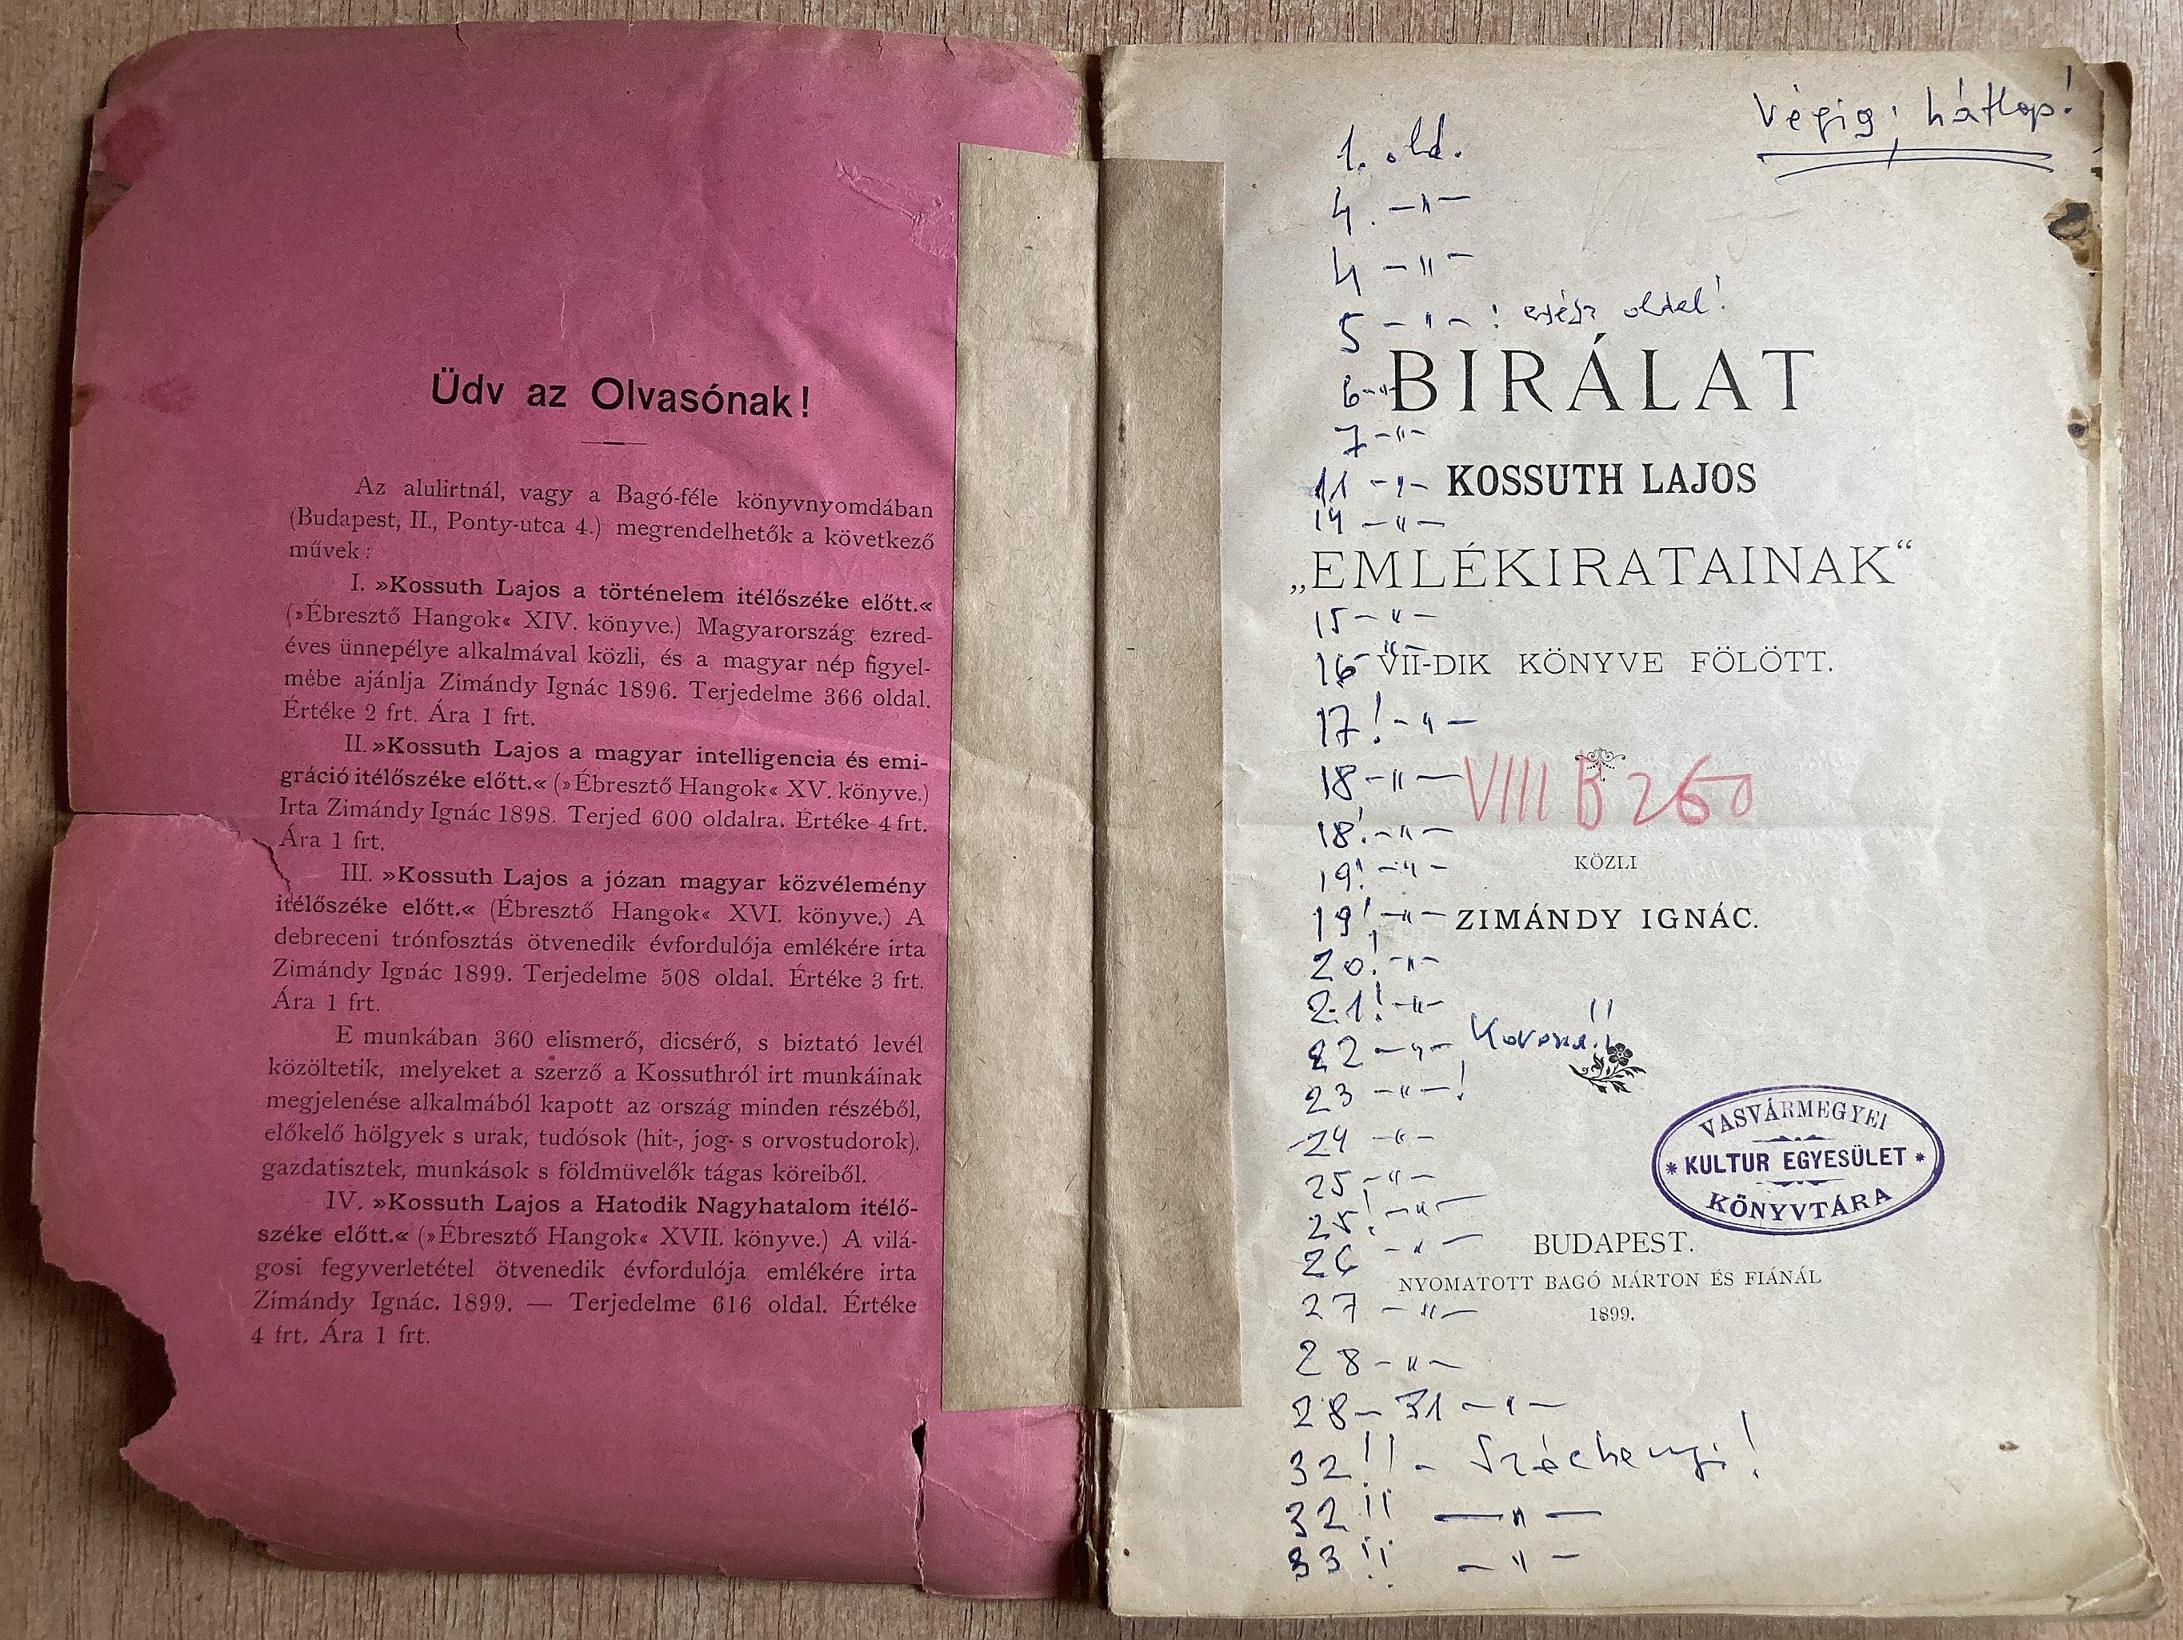 Üdv az Olvasónak!
Az alulirtnál, vagy a Bagó-féle könyvnyomdában
(Budapest, II., Ponty-utca 4.) megrendelhetők a következő
művek:
I. »Kossuth Lajos a történelem itélőszéke előtt.«
(»Ébresztő Hangok« XIV. könyve.) Magyarország ezred-
éves ünnepélye alkalmával közli, és a magyar nép figyel-
mébe ajánlja Zimándy Ignác 1896. Terjedelme 366 oldal.
Értéke 2 frt. Ára 1 frt.
II. »Kossuth Lajos a magyar intelligencia és emi-
gráció itélőszéke előtt.« (»Ébresztő Hangok« XV. könyve.)
Irta Zimándy Ignác 1898. Terjed 600 oldalra. Értéke 4 frt.
Ára 1 frt.
III. »Kossuth Lajos a józan magyar közvélemény
itélőszéke előtt.« (Ébresztő Hangok« XVI. könyve.) A
debreceni trónfosztás ötvenedik évfordulója emlékére irta
Zimándy Ignác 1899. Terjedelme 508 oldal. Értéke 3 frt.
Ára 1 frt.
E munkában 360 elismerő, dicsérő, s biztató levél
közöltetik, melyeket a szerző a Kossuthról irt munkáinak
megjelenése alkalmából kapott az ország minden részéből,
előkelő hölgyek s urak, tudósok (hit-, jog- s orvostudorok),
gazdatisztek, munkások s földmüvelők tágas köreiből.
IV. »Kossuth Lajos a Hatodik Nagyhatalom itélő-
széke előtt.« (»Ébresztő Hangok« XVII. könyve.) A vilá-
gosi fegyverletétel ötvenedik évfordulója emlékére irta
Zimándy Ignác. 1899. — Terjedelme 616 oldal. Értéke
4 frt. Ára 1 frt.
Végig; hátlap!
1. old.
4. -"-
4 -"-
5 -"- ! egész oldal!
6 -"-
BIRÁLAT
7 -"-
11 -"-
KOSSUTH LAJOS
14 -"-
„EMLÉKIRATAINAK“
15 -"-
16 -"-
VII-DIK KÖNYVE FÖLÖTT.
17! -"-
18 -"-
VIII B 260
18! -"-
KÖZLI
19! -"-
19! -"-
ZIMÁNDY IGNÁC.
20! -"-
21! -"-
22 -"- Korona!!
23 -"- !
24 -"-
VASVÁRMEGYEI
* KULTUR EGYESÜLET *
KÖNYVTÁRA
25 -"-
25! -"-
26 -"-
BUDAPEST.
NYOMATOTT BAGÓ MÁRTON ÉS FIÁNÁL
27 -"-
1899.
28 -"-
28-31 -"-
32!! - Széchenyi!
32!! -"-
33!! -"-